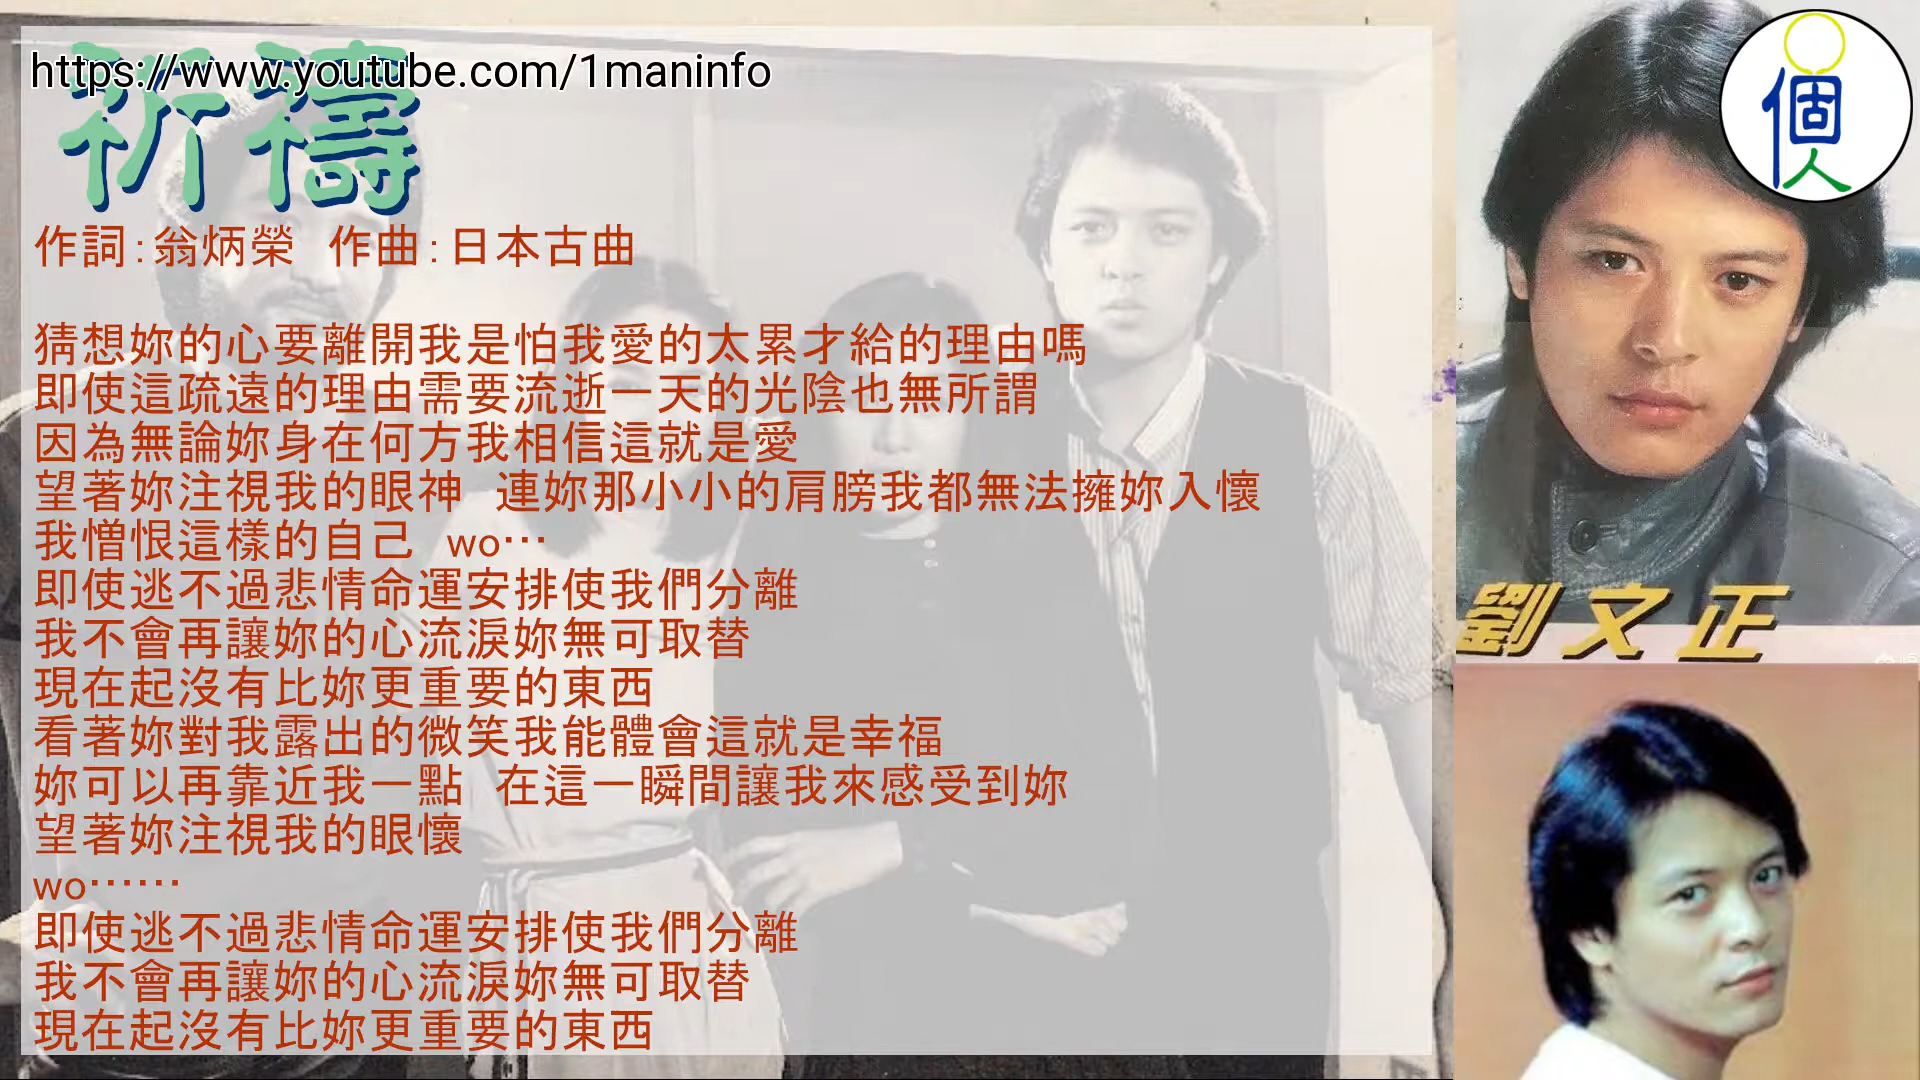 https://www.youtube.com/1maninfo
祈禱
作詞:翁炳榮 作曲:日本古曲
猜想妳的心要離開我是怕我愛的太累才給的理由嗎
即使這疏遠的理由需要流逝一天的光陰也無所謂
因為無論妳身在何方我相信這就是愛
望著妳注視我的眼神 連妳那小小的肩膀我都無法擁妳入懷
我憎恨這樣的自己 wo…
即使逃不過悲情命運安排使我們分離
我不會再讓妳的心流淚妳無可取替
現在起沒有比妳更重要的東西
看著妳對我露出的微笑我能體會這就是幸福
妳可以再靠近我一點 在這一瞬間讓我來感受到妳
望著妳注視我的眼懷
wo……
即使逃不過悲情命運安排使我們分離
我不會再讓妳的心流淚妳無可取替
現在起沒有比妳更重要的東西
個人
劉文正